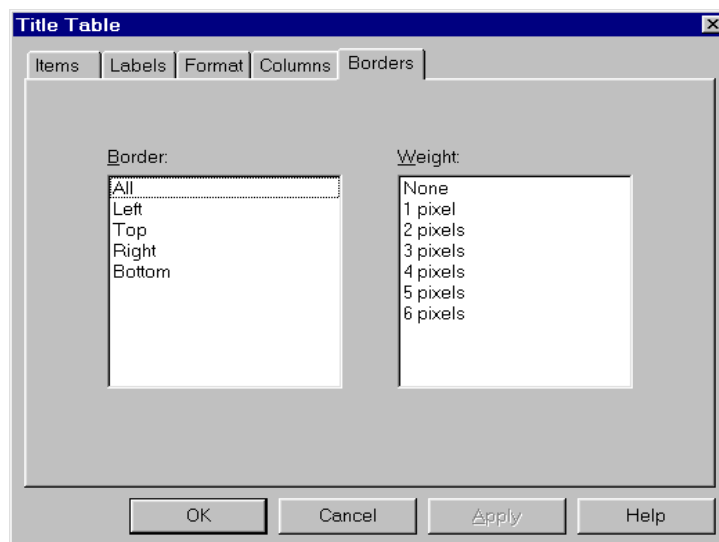 Title Table
Items Labels Format Columns Borders
Border:
All
Left
Top
Right
Bottom
Weight:
None
1 pixel
2 pixels
3 pixels
4 pixels
5 pixels
6 pixels
OK Cancel Apply Help